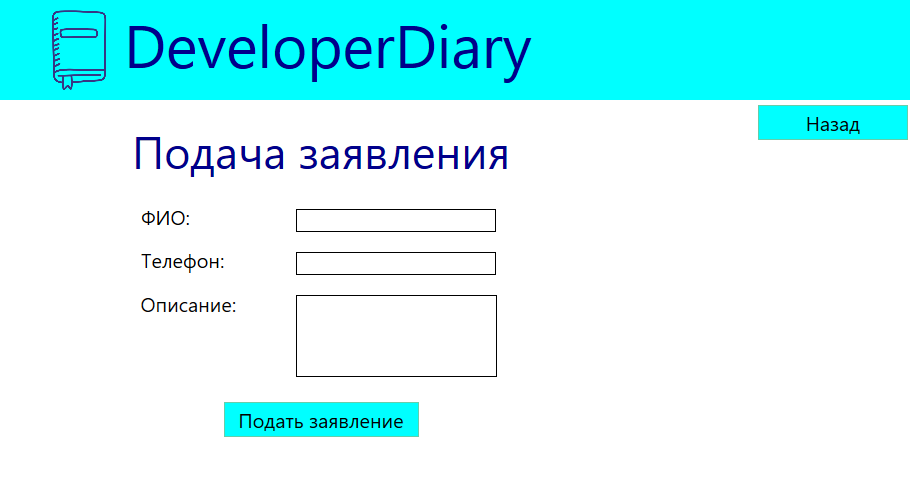 DeveloperDiary
Назад
Подача заявления
ФИО:
Телефон:
Описание:
Подать заявление